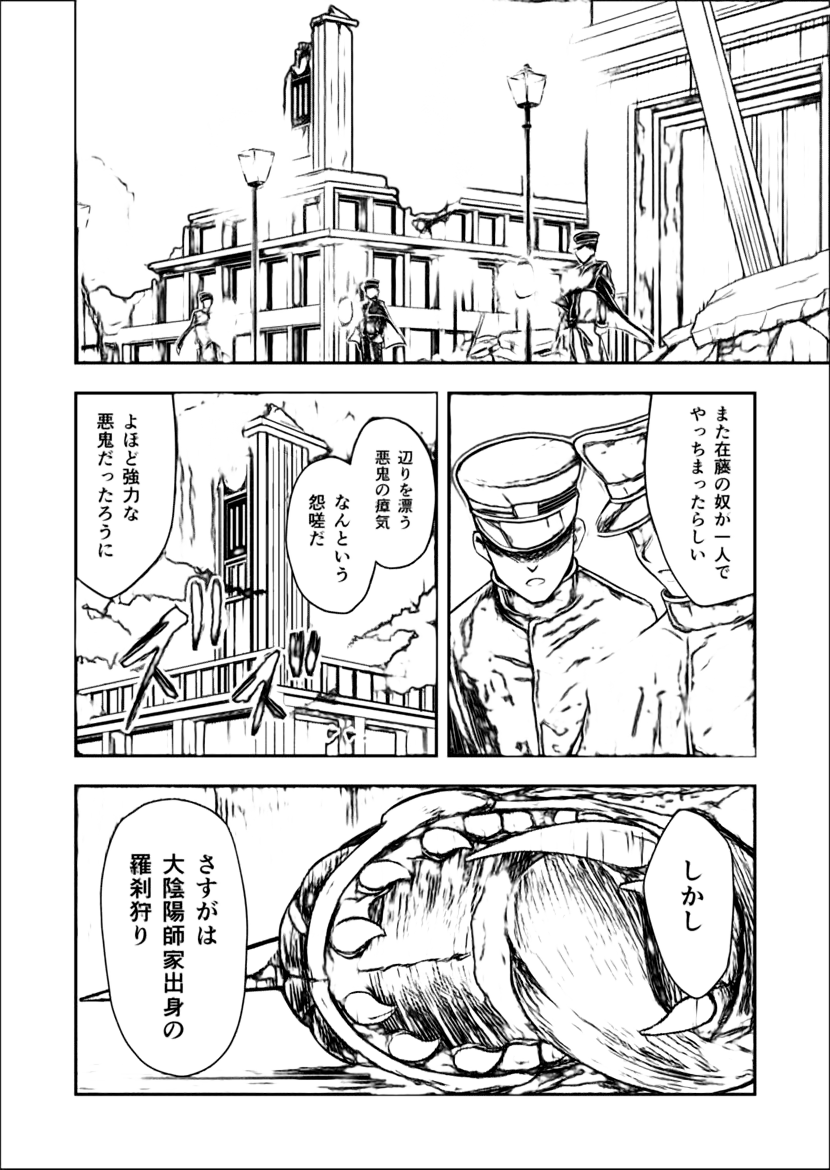 また在藤の奴が一人で
やっちまったらしい
辺りを漂う
悪鬼の瘴気
なんという
怨嗟だ
よほど強力な
悪鬼だったろうに
ズズ
しかし
さすがは
大陰陽師家出身の
羅刹狩り